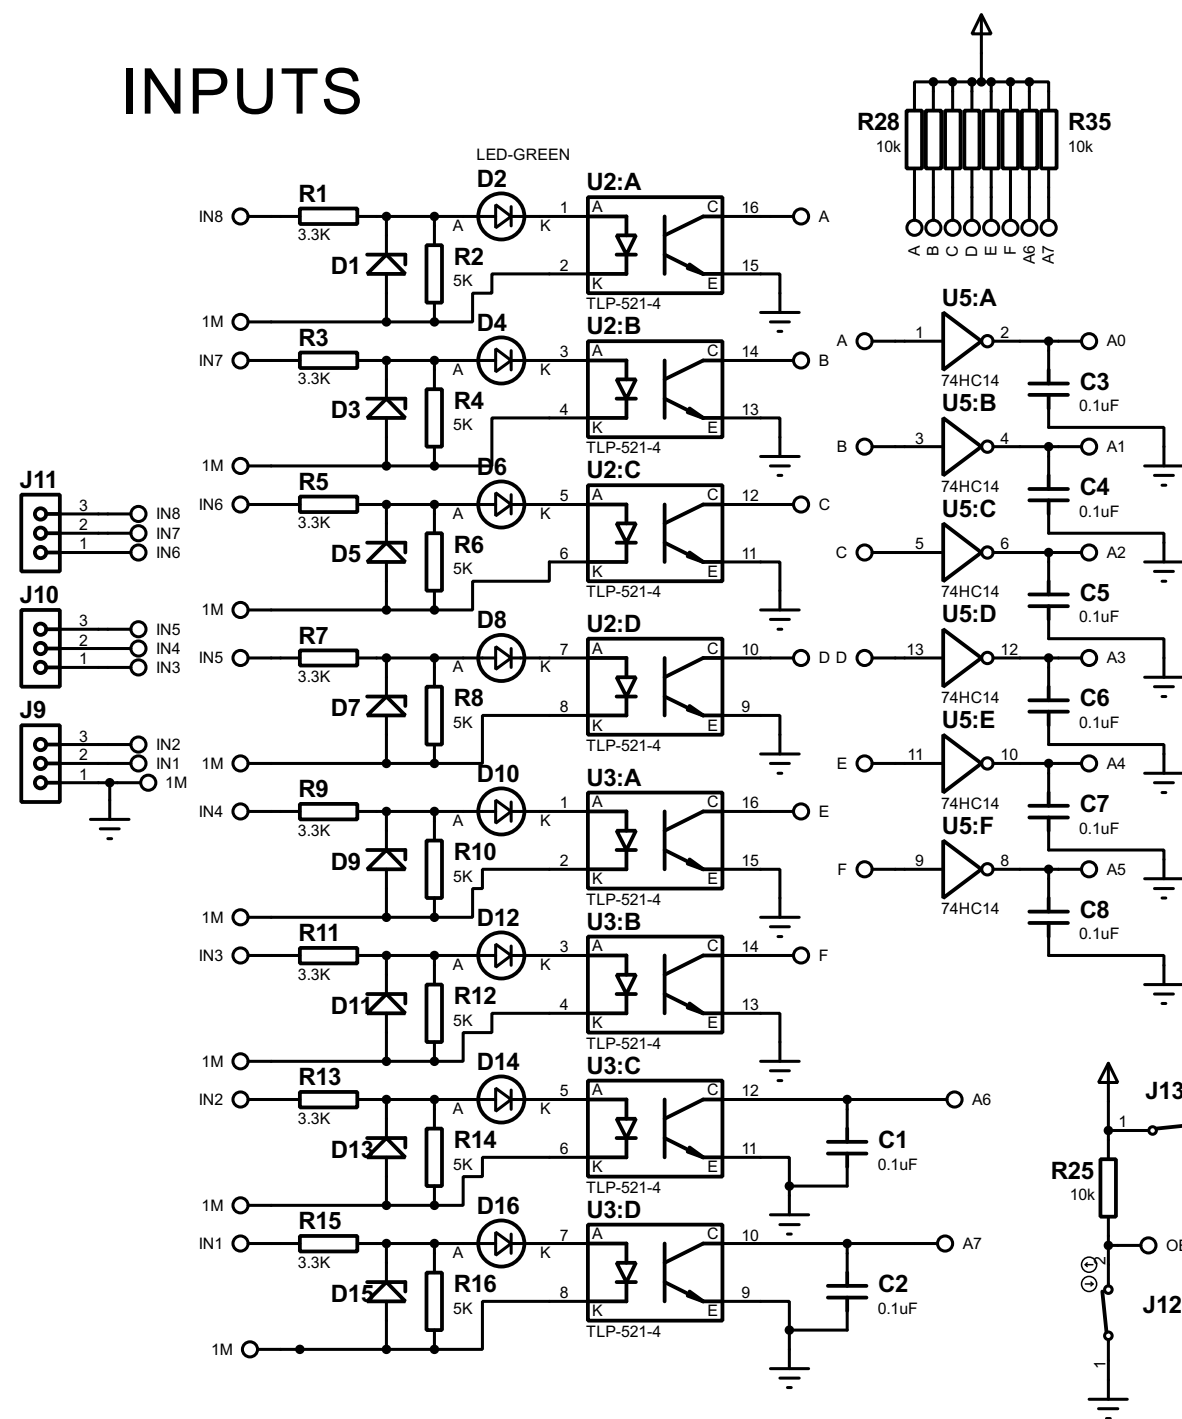 INPUTS
R28
10k
R35
10k
A
B
C
D
E
F
A6
A7
LED-GREEN
IN8
R1
3.3K
D1
R2
5K
A
D2
K
1
2
U2:A
A
K
C
E
TLP-521-4
16
15
A
1M
IN7
R3
3.3K
D3
R4
5K
A
D4
K
3
4
U2:B
A
K
C
E
TLP-521-4
14
13
B
1M
IN6
R5
3.3K
D5
R6
5K
A
D6
K
5
6
U2:C
A
K
C
E
TLP-521-4
12
11
C
1M
IN5
R7
3.3K
D7
R8
5K
A
D8
K
7
8
U2:D
A
K
C
E
TLP-521-4
10
9
D
1M
IN4
R9
3.3K
D9
R10
5K
A
D10
K
1
2
U3:A
A
K
C
E
TLP-521-4
16
15
E
1M
IN3
R11
3.3K
D11
R12
5K
A
D12
K
3
4
U3:B
A
K
C
E
TLP-521-4
14
13
F
1M
IN2
R13
3.3K
D13
R14
5K
A
D14
K
5
6
U3:C
A
K
C
E
TLP-521-4
12
11
C1
0.1uF
A6
1M
IN1
R15
3.3K
D15
R16
5K
A
D16
K
7
8
U3:D
A
K
C
E
TLP-521-4
10
9
C2
0.1uF
A7
1M
J11
3
2
1
IN8
IN7
IN6
J10
3
2
1
IN5
IN4
IN3
J9
3
2
1
IN2
IN1
1M
U5:A
A
1
2
A0
74HC14
C3
0.1uF
U5:B
B
3
4
A1
74HC14
C4
0.1uF
U5:C
C
5
6
A2
74HC14
C5
0.1uF
U5:D
D
13
12
A3
74HC14
C6
0.1uF
U5:E
E
11
10
A4
74HC14
C7
0.1uF
U5:F
F
9
8
A5
74HC14
C8
0.1uF
J13
1
R25
10k
2
J12
1